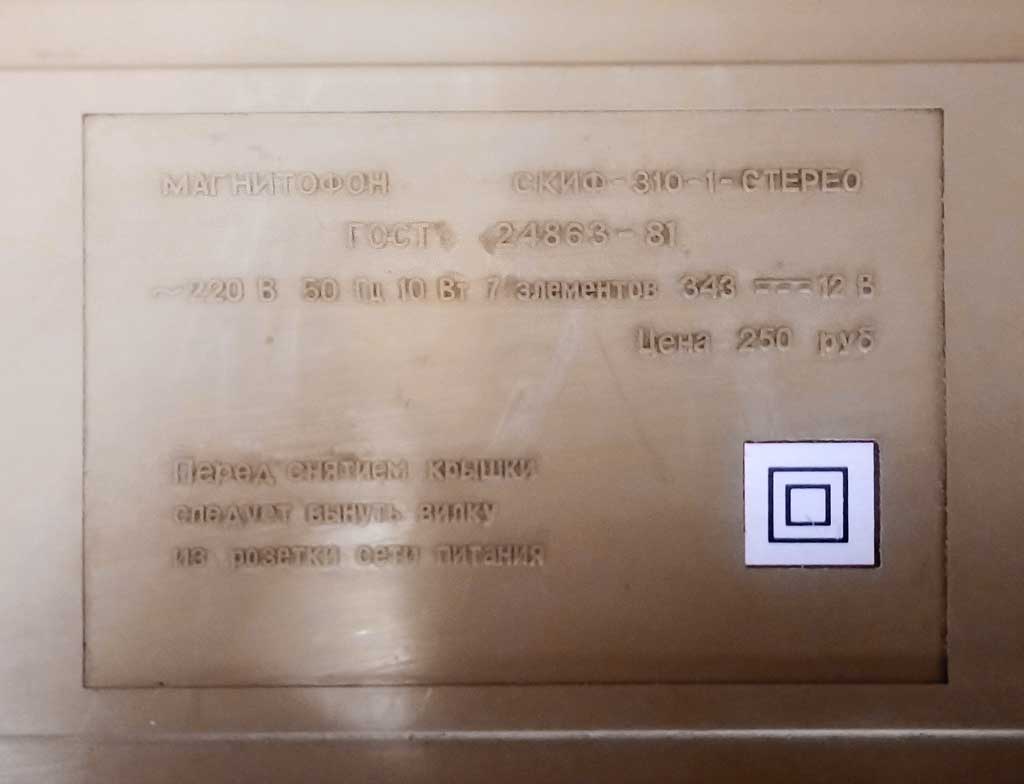 МАГНИТОФОН СКИФ-310-1-СТЕРЕО
ГОСТ 24863-81
~220 В 50 Гц 10 Вт 7 элементов 343 ⎓ 12 В
Цена 250 руб
Перед снятием крышки
следует вынуть вилку
из розетки сети питания